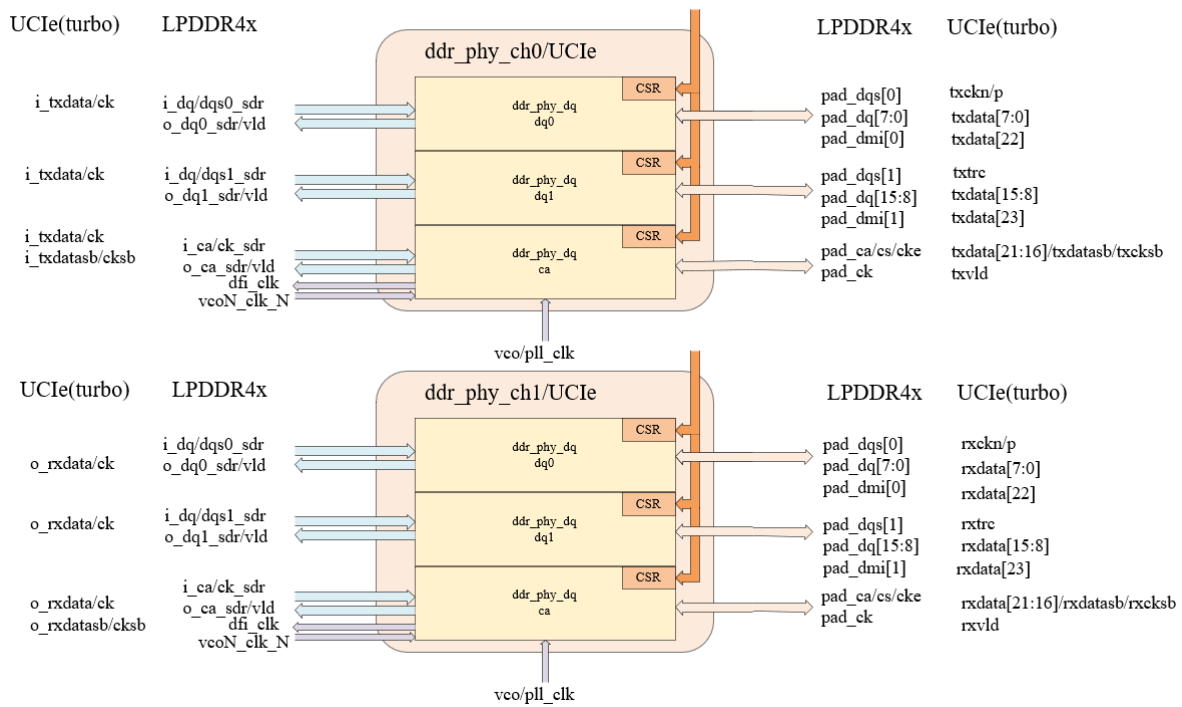 UCIe(turbo) LPDDR4x LPDDR4x UCIe(turbo)
ddr_phy_ch0/UCIe
i_txdata/ck i_dq/dqs0_sdr
o_dq0_sdr/vld
ddr_phy_dq
dq0
CSR
pad_dqs[0] txckn/p
pad_dq[7:0] txdata[7:0]
pad_dmi[0] txdata[22]
i_txdata/ck i_dq/dqs1_sdr
o_dq1_sdr/vld
ddr_phy_dq
dq1
CSR
pad_dqs[1] txtrc
pad_dq[15:8] txdata[15:8]
pad_dmi[1] txdata[23]
i_txdata/ck
i_txdatasb/cksb
i_ca/ck_sdr
o_ca_sdr/vld
dfi_clk
vcoN_clk_N
ddr_phy_dq
ca
CSR
pad_ca/cs/cke txdata[21:16]/txdatasb/txcksb
pad_ck txvld
vco/pll_clk
UCIe(turbo) LPDDR4x LPDDR4x UCIe(turbo)
ddr_phy_ch1/UCIe
o_rxdata/ck i_dq/dqs0_sdr
o_dq0_sdr/vld
ddr_phy_dq
dq0
CSR
pad_dqs[0] rxckn/p
pad_dq[7:0] rxdata[7:0]
pad_dmi[0] rxdata[22]
o_rxdata/ck i_dq/dqs1_sdr
o_dq1_sdr/vld
ddr_phy_dq
dq1
CSR
pad_dqs[1] rxtrc
pad_dq[15:8] rxdata[15:8]
pad_dmi[1] rxdata[23]
o_rxdata/ck
o_rxdatasb/cksb
i_ca/ck_sdr
o_ca_sdr/vld
dfi_clk
vcoN_clk_N
ddr_phy_dq
ca
CSR
pad_ca/cs/cke rxdata[21:16]/rxdatasb/rxcksb
pad_ck rxvld
vco/pll_clk